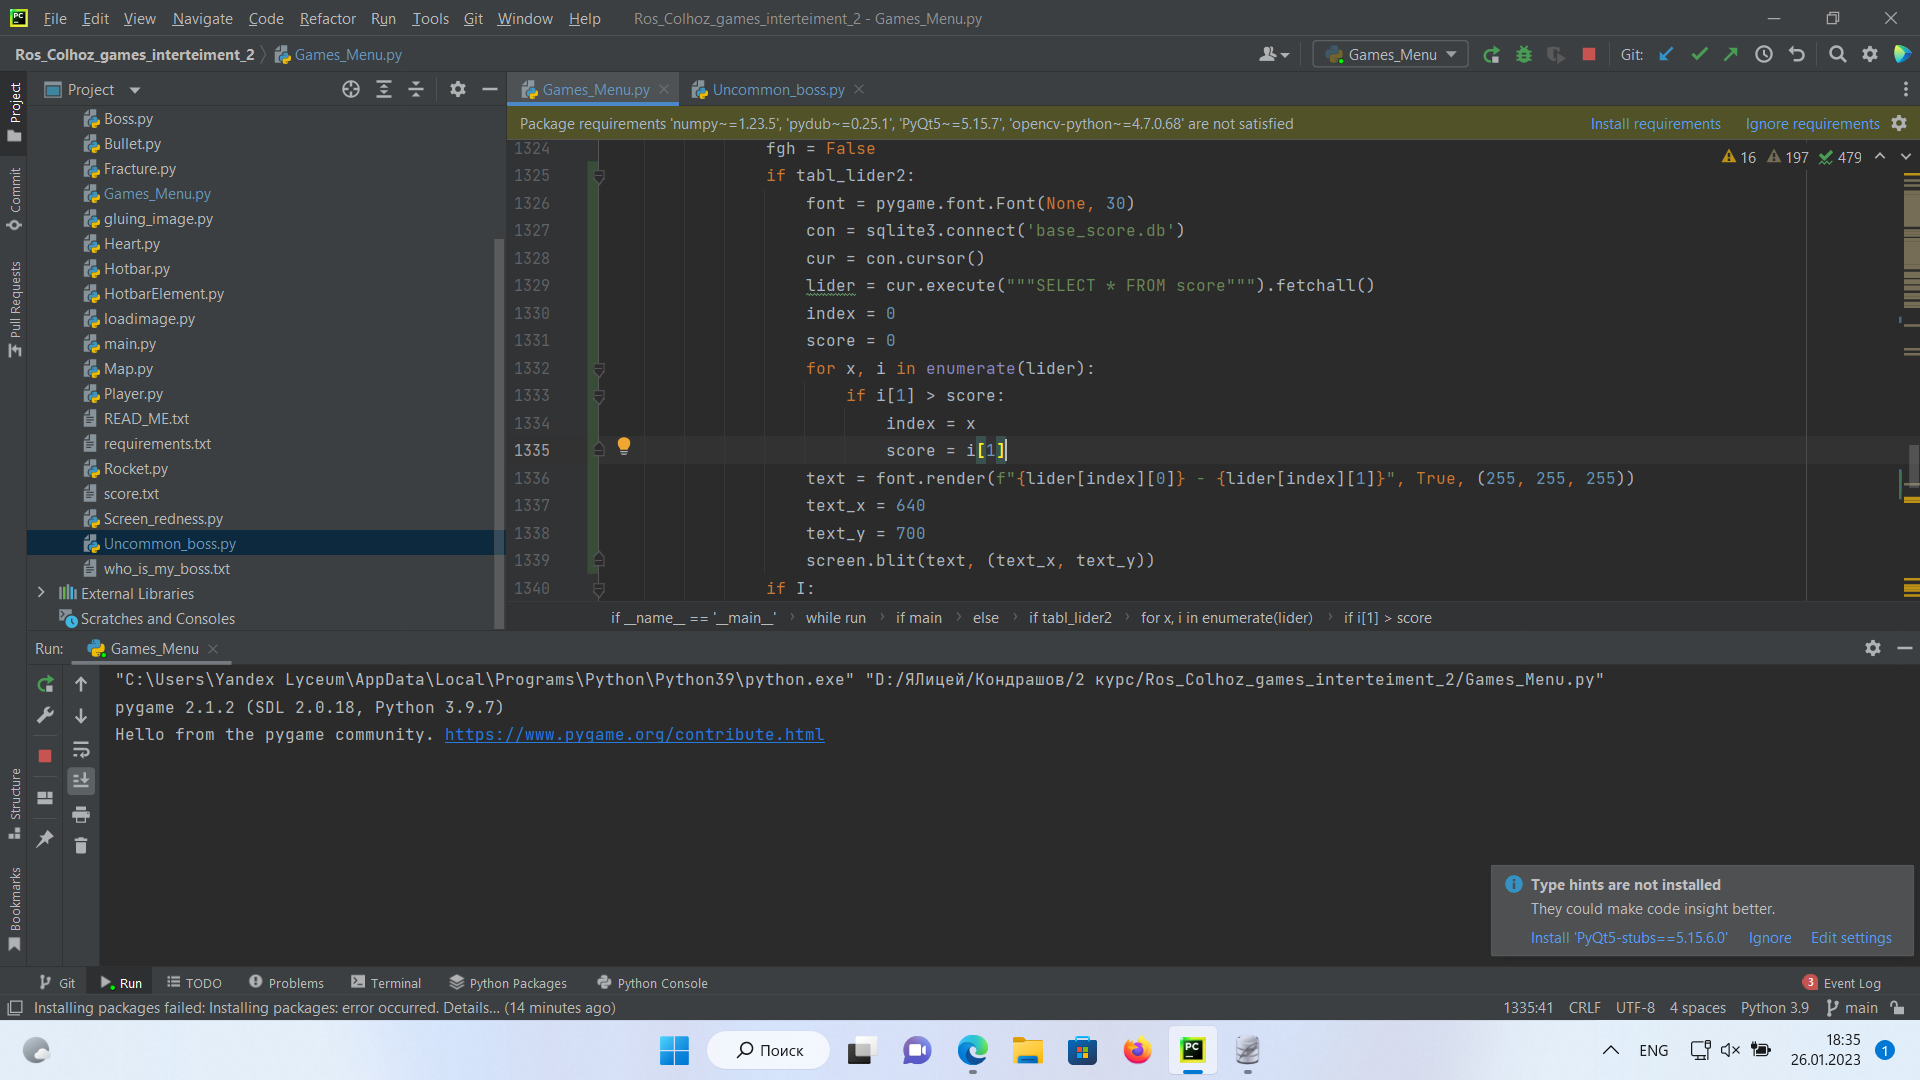 File Edit View Navigate Code Refactor Run Tools Git Window Help Ros_Colhoz_games_interteiment_2 - Games_Menu.py
Ros_Colhoz_games_interteiment_2 Games_Menu.py Games_Menu Git:
Project Games_Menu.py Uncommon_boss.py
Package requirements 'numpy~=1.23.5', 'pydub~=0.25.1', 'PyQt5~=5.15.7', 'opencv-python~=4.7.0.68' are not satisfied Install requirements Ignore requirements
16 197 479
Project
Commit
Pull Requests
Structure
Bookmarks
Boss.py
Bullet.py
Fracture.py
Games_Menu.py
gluing_image.py
Heart.py
Hotbar.py
HotbarElement.py
loadimage.py
main.py
Map.py
Player.py
READ_ME.txt
requirements.txt
Rocket.py
score.txt
Screen_redness.py
Uncommon_boss.py
who_is_my_boss.txt
External Libraries
Scratches and Consoles
1324 fgh = False
1325 if tabl_lider2:
1326 font = pygame.font.Font(None, 30)
1327 con = sqlite3.connect('base_score.db')
1328 cur = con.cursor()
1329 lider = cur.execute("""SELECT * FROM score""").fetchall()
1330 index = 0
1331 score = 0
1332 for x, i in enumerate(lider):
1333 if i[1] > score:
1334 index = x
1335 score = i[1]
1336 text = font.render(f"{lider[index][0]} - {lider[index][1]}", True, (255, 255, 255))
1337 text_x = 640
1338 text_y = 700
1339 screen.blit(text, (text_x, text_y))
1340 if I:
if __name__ == '__main__' › while run › if main › else › if tabl_lider2 › for x, i in enumerate(lider) › if i[1] > score
Run: Games_Menu
"C:\Users\Yandex Lyceum\AppData\Local\Programs\Python\Python39\python.exe" "D:/ЯЛицей/Кондрашов/2 курс/Ros_Colhoz_games_interteiment_2/Games_Menu.py"
pygame 2.1.2 (SDL 2.0.18, Python 3.9.7)
Hello from the pygame community. https://www.pygame.org/contribute.html
Type hints are not installed
They could make code insight better.
Install 'PyQt5-stubs==5.15.6.0' Ignore Edit settings
Git Run TODO Problems Terminal Python Packages Python Console 3 Event Log
Installing packages failed: Installing packages: error occurred. Details... (14 minutes ago) 1335:41 CRLF UTF-8 4 spaces Python 3.9 main
Поиск ENG 18:35
26.01.2023 1